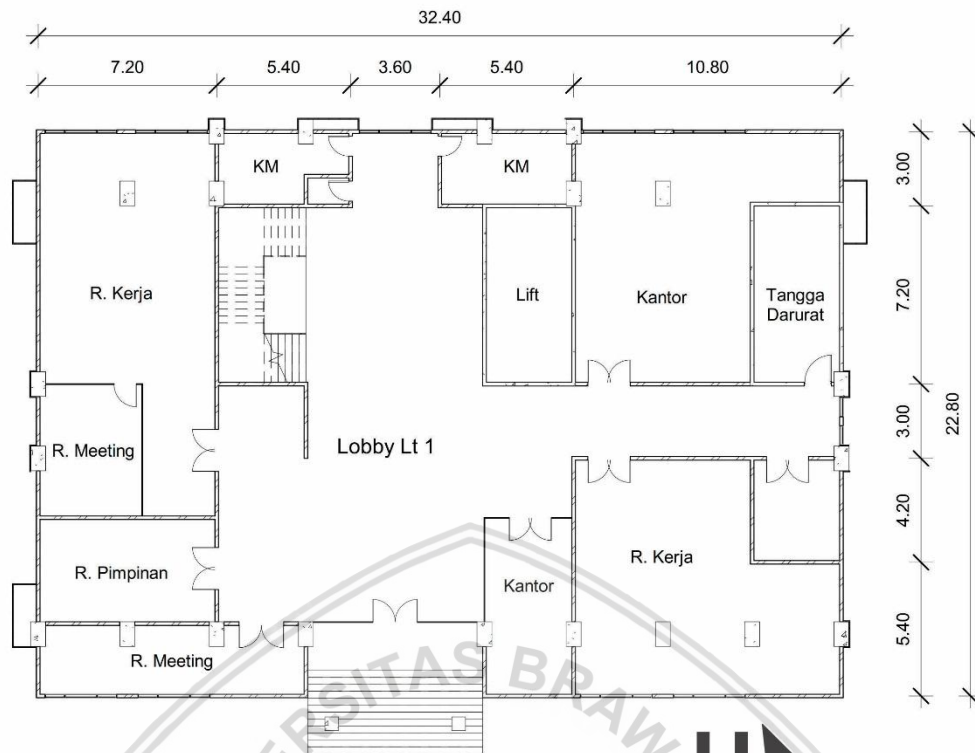 32.40
7.20
5.40
3.60
5.40
10.80
KM
KM
3.00
R. Kerja
Lift
Kantor
Tangga
Darurat
7.20
22.80
R. Meeting
Lobby Lt 1
3.00
4.20
R. Pimpinan
Kantor
R. Kerja
R. Meeting
5.40
ERSITAS BRAW